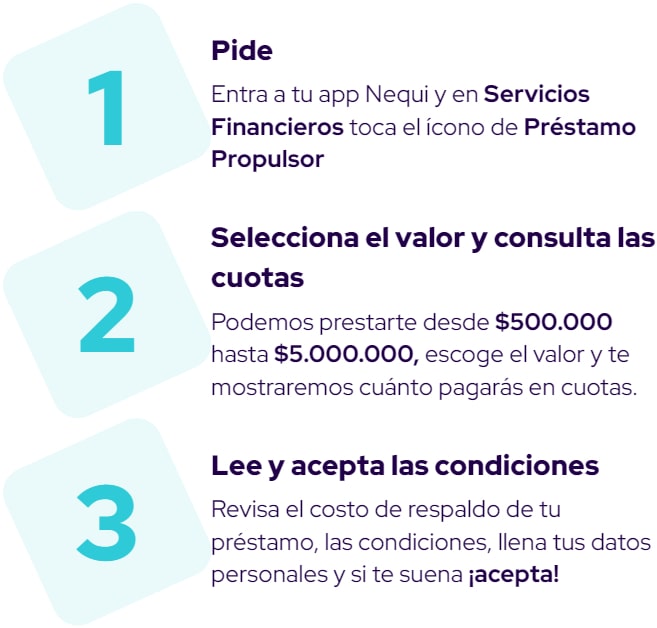 1
Pide
Entra a tu app Nequi y en Servicios
Financieros toca el ícono de Préstamo
Propulsor
2
Selecciona el valor y consulta las
cuotas
Podemos prestarte desde $500.000
hasta $5.000.000, escoge el valor y te
mostraremos cuánto pagarás en cuotas.
3
Lee y acepta las condiciones
Revisa el costo de respaldo de tu
préstamo, las condiciones, llena tus datos
personales y si te suena ¡acepta!